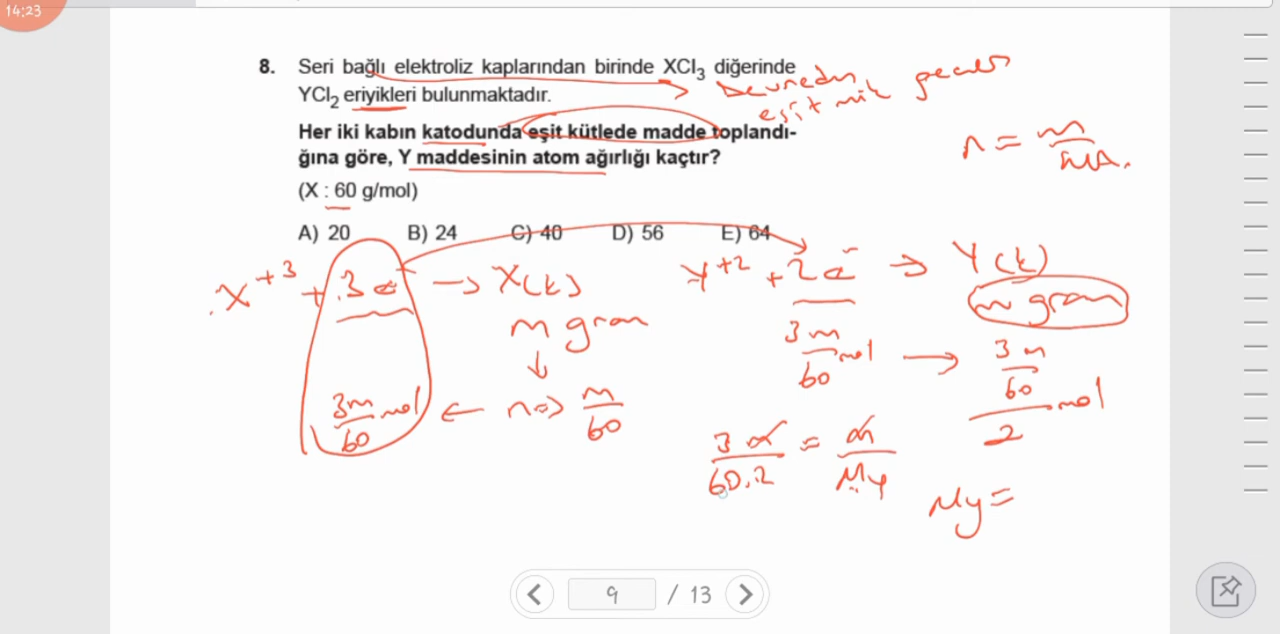 14:23
8. Seri bağlı elektroliz kaplarından birinde XCl₃ diğerinde
YCl₂ eriyikleri bulunmaktadır.
Devreden eşit mik geçer
Her iki kabın katodunda eşit kütlede madde toplandı-
ğına göre, Y maddesinin atom ağırlığı kaçtır?
(X : 60 g/mol)
n = m/MA.
A) 20 B) 24 C) 40 D) 56 E) 64
X⁺³ + 3e⁻ → X(k)
m gram
↓
3m/60 mol ← n => m/60
Y⁺² + 2e⁻ → Y(k)
m gram
3m/60 mol → 3m/60/2 mol
3m/60.2 = m/My
My =
9 / 13